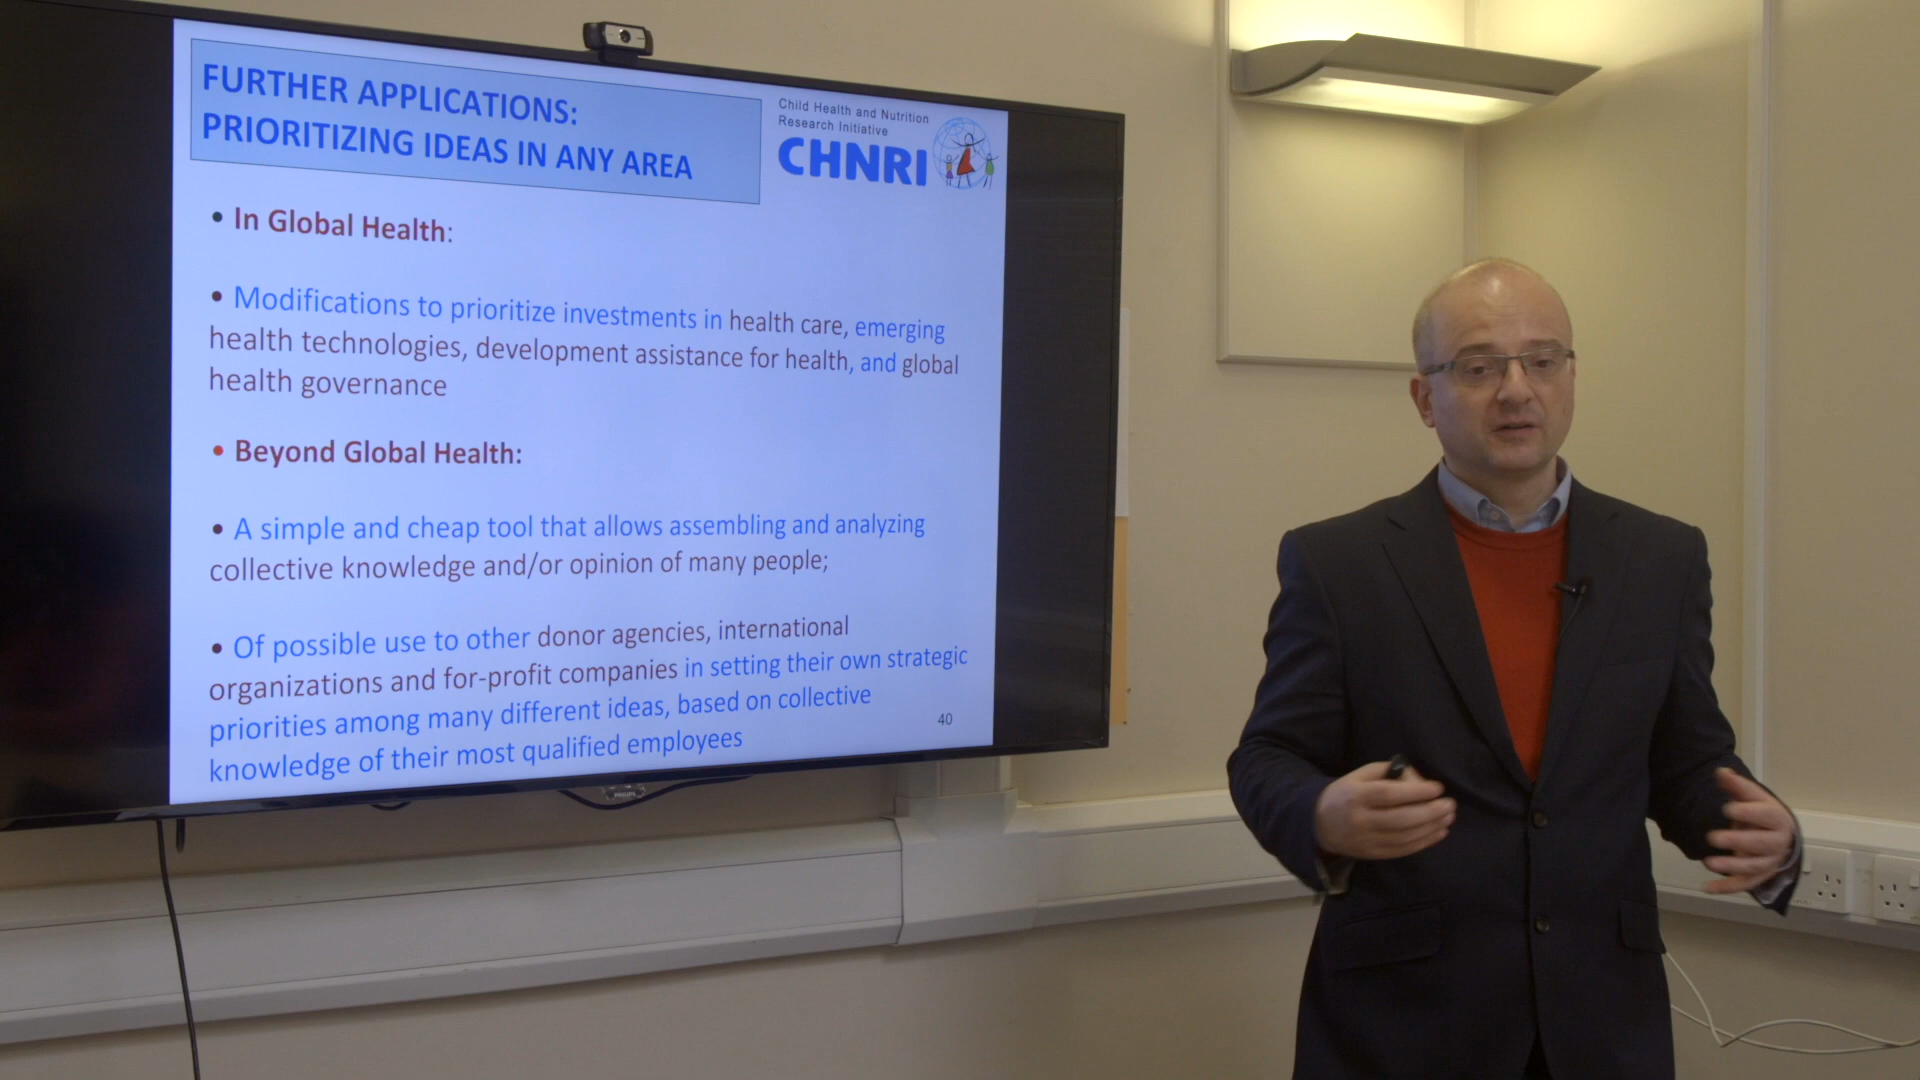 FURTHER APPLICATIONS:
PRIORITIZING IDEAS IN ANY AREA
Child Health and Nutrition
Research Initiative
CHNRI
• In Global Health:
• Modifications to prioritize investments in health care, emerging
health technologies, development assistance for health, and global
health governance
• Beyond Global Health:
• A simple and cheap tool that allows assembling and analyzing
collective knowledge and/or opinion of many people;
• Of possible use to other donor agencies, international
organizations and for-profit companies in setting their own strategic
priorities among many different ideas, based on collective
knowledge of their most qualified employees
40
PHILIPS